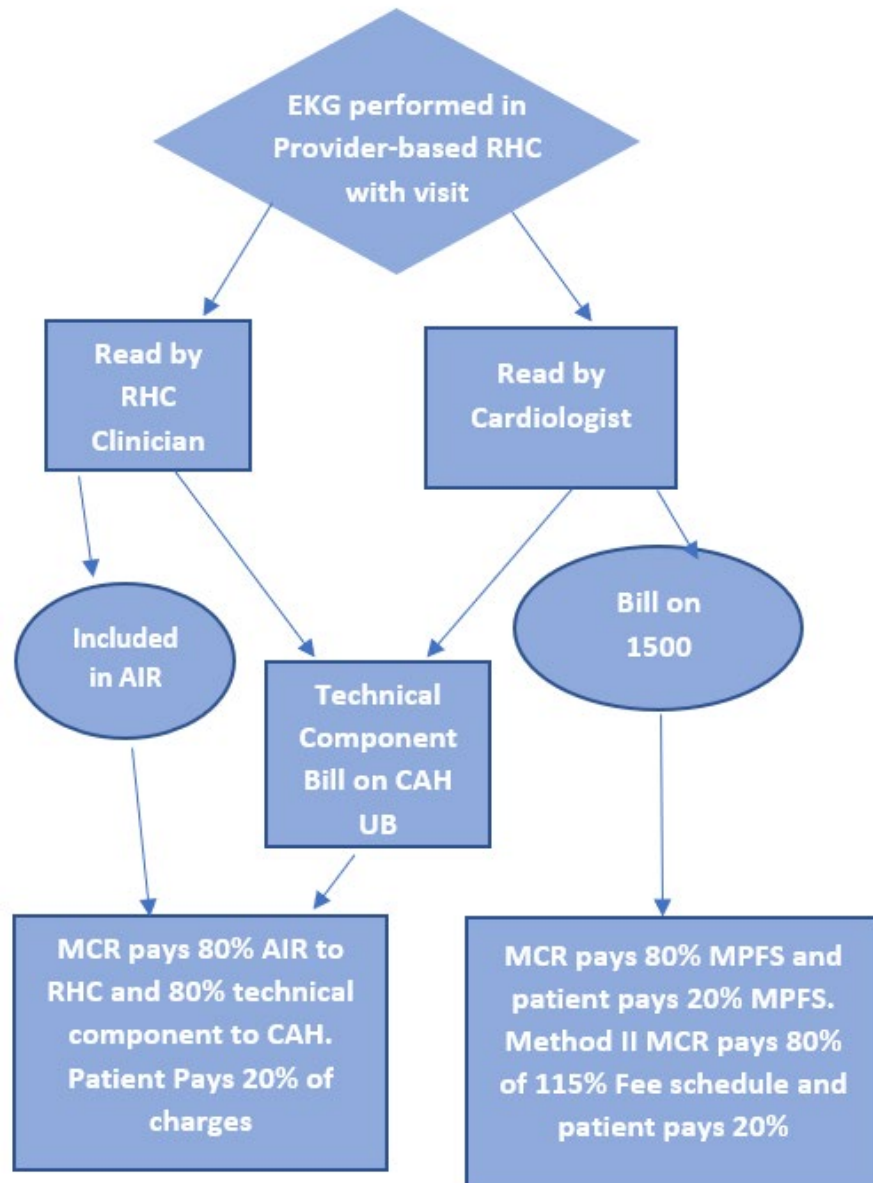 EKG performed in
Provider-based RHC
with visit
Read by
RHC
Clinician
Read by
Cardiologist
Included
in AIR
Bill on
1500
Technical
Component
Bill on CAH
UB
MCR pays 80% AIR to
RHC and 80% technical
component to CAH.
Patient Pays 20% of
charges
MCR pays 80% MPFS and
patient pays 20% MPFS.
Method II MCR pays 80%
of 115% Fee schedule and
patient pays 20%